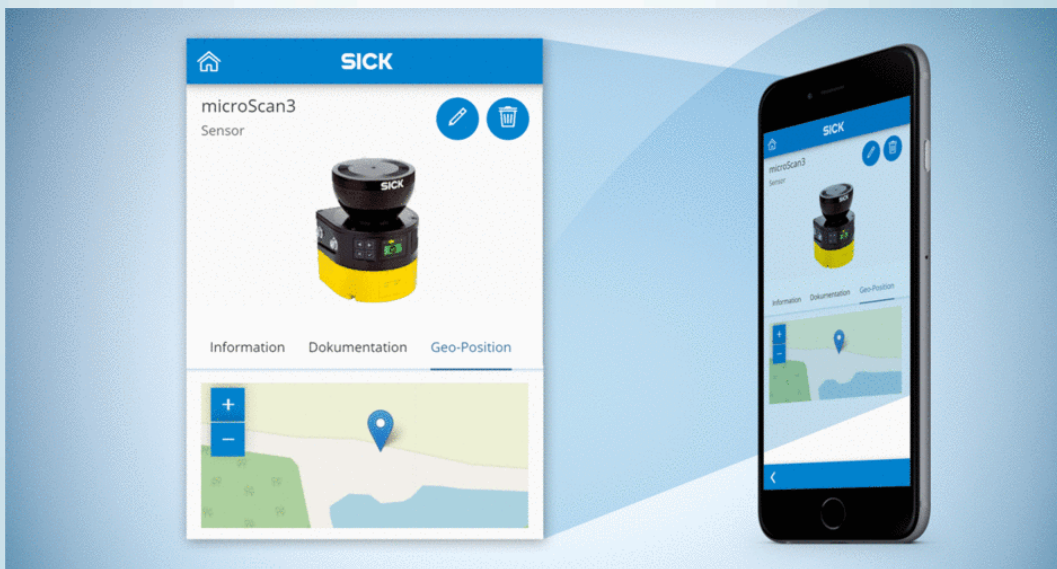 SICK
microScan3
Sensor
SICK
Information Dokumentation Geo-Position
+
−
SICK
microScan3
Sensor
Information Dokumentation Geo-Position
+
−